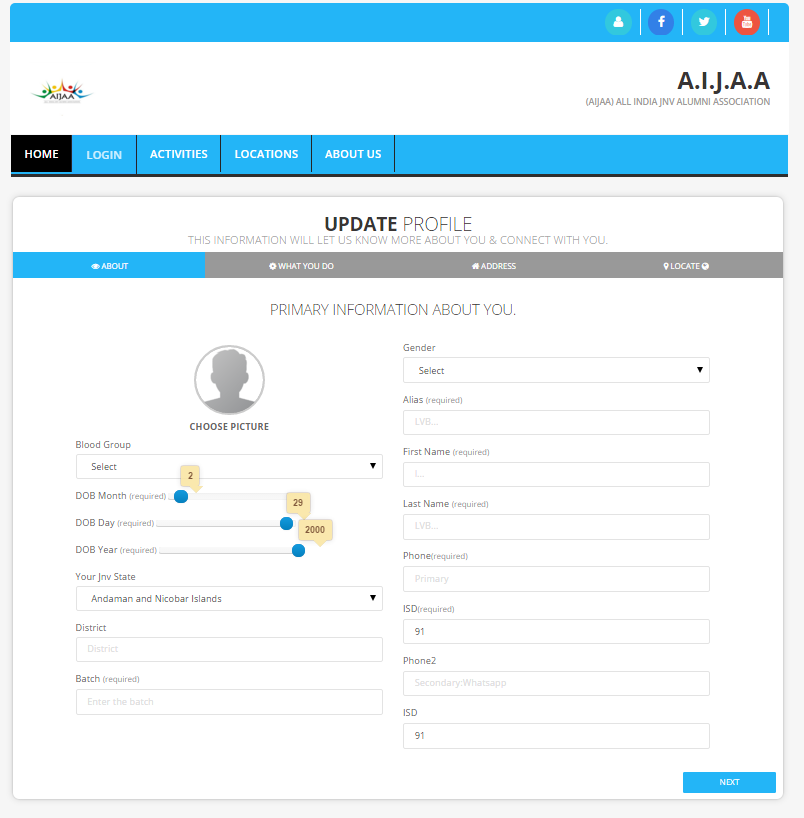 You Tube
AIJAA
A.I.J.A.A
(AIJAA) ALL INDIA JNV ALUMNI ASSOCIATION
HOME LOGIN ACTIVITIES LOCATIONS ABOUT US
UPDATE PROFILE
THIS INFORMATION WILL LET US KNOW MORE ABOUT YOU & CONNECT WITH YOU.
ABOUT WHAT YOU DO ADDRESS LOCATE
PRIMARY INFORMATION ABOUT YOU.
CHOOSE PICTURE
Blood Group
Select
2
DOB Month (required)
29
DOB Day (required)
2000
DOB Year (required)
Your Jnv State
Andaman and Nicobar Islands
District
District
Batch (required)
Enter the batch
Gender
Select
Alias (required)
LVB...
First Name (required)
L..
Last Name (required)
LVB...
Phone(required)
Primary
ISD(required)
91
Phone2
Secondary.Whatsapp
ISD
91
NEXT